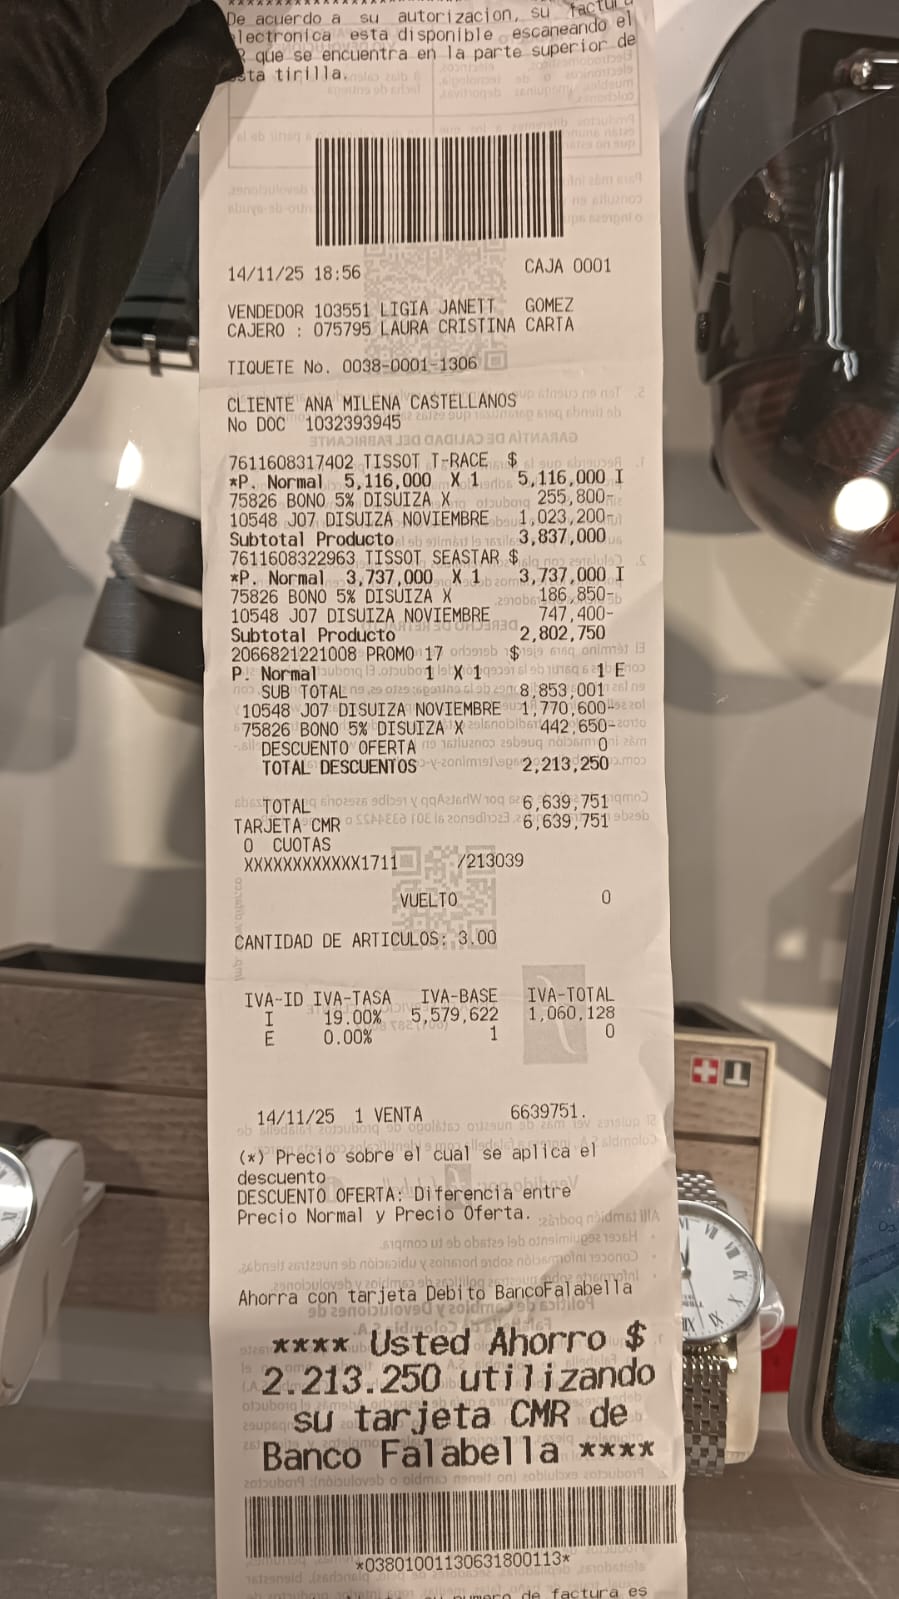 De acuerdo a su autorizacion, su factura
lectronica esta disponible escaneando el
que se encuentra en la parte superior de
sta tirilla.
14/11/25 18:56 CAJA 0001
VENDEDOR 103551 LIGIA JANETT GOMEZ
CAJERO : 075795 LAURA CRISTINA CARTA
TIQUETE No. 0038-0001-1306
CLIENTE ANA MILENA CASTELLANOS
No DOC 1032393945
7611608317402 TISSOT T-RACE $
*P. Normal 5,116,000 X 1 5,116,000 I
75826 BONO 5% DISUIZA X 255,800-
10548 J07 DISUIZA NOVIEMBRE 1,023,200-
Subtotal Producto 3,837,000
7611608322963 TISSOT SEASTAR $
*P. Normal 3,737,000 X 1 3,737,000 I
75826 BONO 5% DISUIZA X 186,850-
10548 J07 DISUIZA NOVIEMBRE 747,400-
Subtotal Producto 2,802,750
2066821221008 PROMO 17 $
P. Normal 1 X 1 1 E
SUB TOTAL 8,853,001
10548 J07 DISUIZA NOVIEMBRE 1,770,600-
75826 BONO 5% DISUIZA X 442,650-
DESCUENTO OFERTA 0
TOTAL DESCUENTOS 2,213,250
TOTAL 6,639,751
TARJETA CMR 6,639,751
0 CUOTAS
XXXXXXXXXXXX1711 /213039
VUELTO 0
CANTIDAD DE ARTICULOS: 3.00
IVA-ID IVA-TASA IVA-BASE IVA-TOTAL
I 19.00% 5,579,622 1,060,128
E 0.00% 1 0
14/11/25 1 VENTA 6639751.
(*) Precio sobre el cual se aplica el
descuento
DESCUENTO OFERTA: Diferencia entre
Precio Normal y Precio Oferta.
Ahorra con tarjeta Debito BancoFalabella
**** Usted Ahorro $
2.213.250 utilizando
su tarjeta CMR de
Banco Falabella ****
*03801001130631800113*
numero de factura es